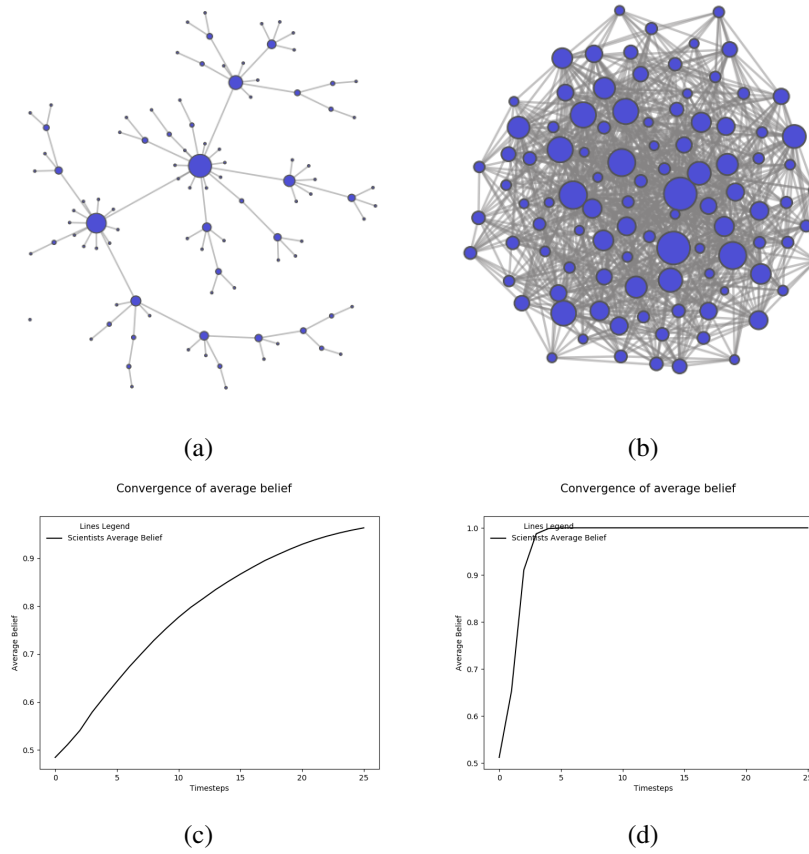 (a)
(b)
Convergence of average belief
Lines Legend
Scientists Average Belief
0.9
0.8
0.7
0.6
0.5
Average Belief
0 5 10 15 20 25
Timesteps
(c)
Convergence of average belief
Lines Legend
Scientists Average Belief
1.0
0.9
0.8
0.7
0.6
0.5
Average Belief
0 5 10 15 20 25
Timesteps
(d)